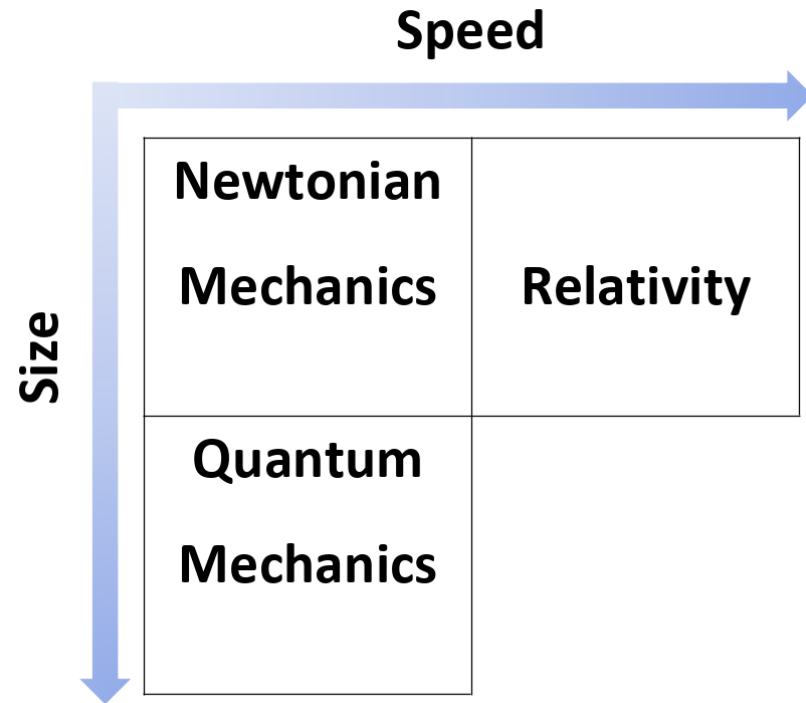 Speed
Size
Newtonian
Mechanics
Relativity
Quantum
Mechanics